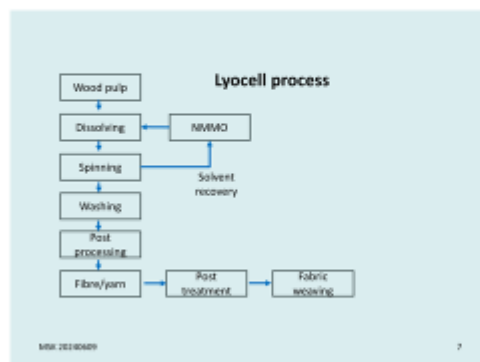 Lyocell process
Wood pulp
Dissolving
NMMO
Spinning
Solvent
recovery
Washing
Post
processing
Fibre/yarn
Post
treatment
Fabric
weaving
MSK 20240609
7